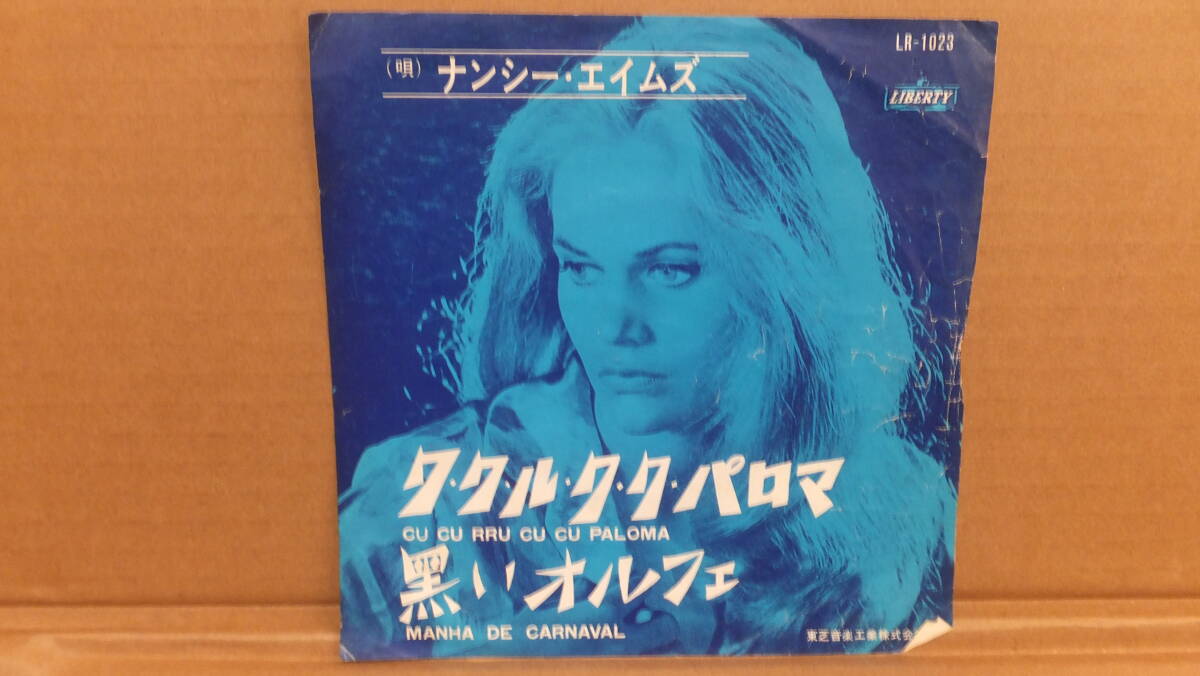 LR-1023
LIBERTY
(唄) ナンシー・エイムズ
ク・ク・ル・ク・ク・パロマ
CU CU RRU CU CU PALOMA
黒いオルフェ
MANHA DE CARNAVAL
東芝音楽工業株式会